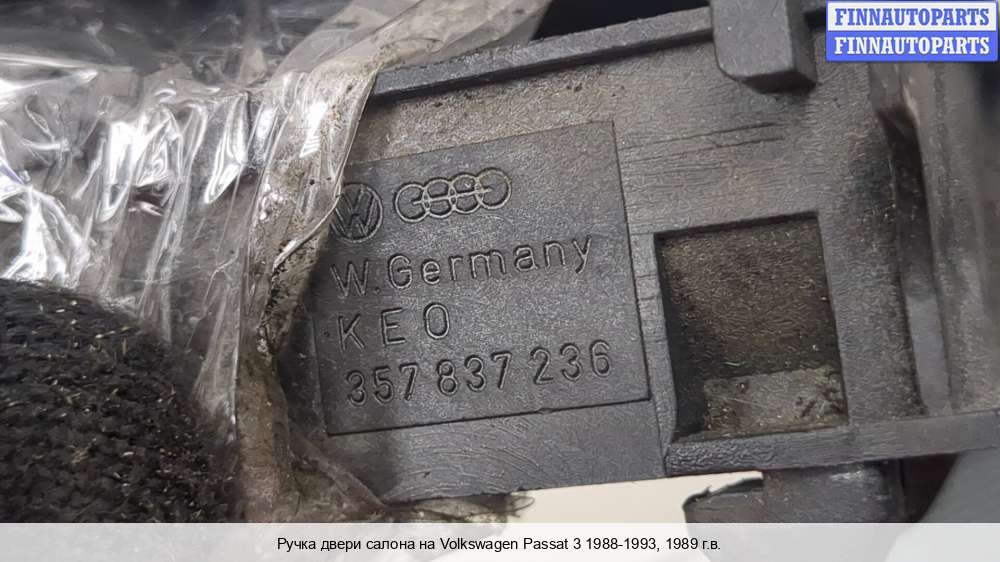 FINNAUTOPARTS
FINNAUTOPARTS
W. Germany
KEO
357 837 236
Ручка двери салона на Volkswagen Passat 3 1988-1993, 1989 г.в.